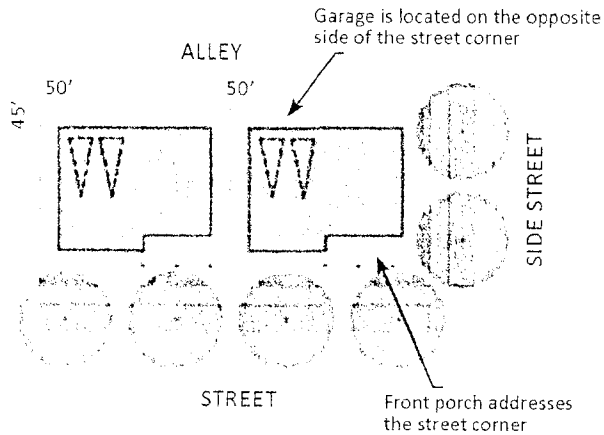 Garage is located on the opposite
side of the street corner
ALLEY
50' 50'
45'
SIDE STREET
STREET
Front porch addresses
the street corner